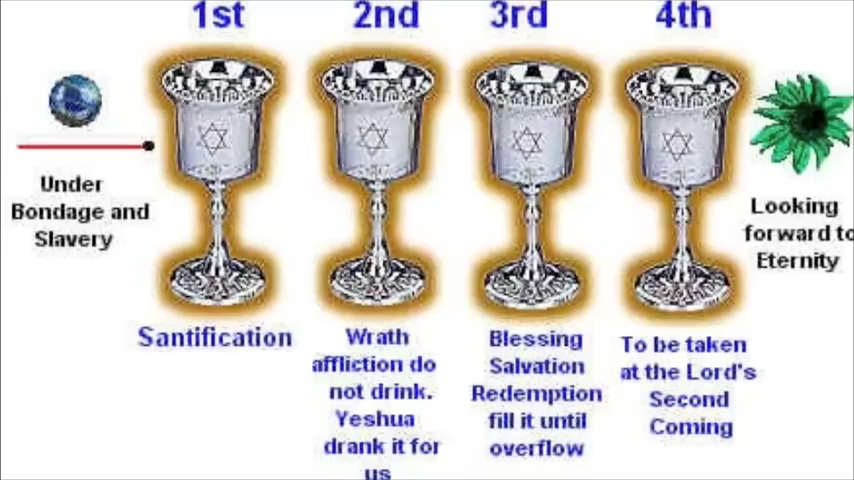 1st
2nd
3rd
4th
Under
Bondage and
Slavery
Santification
Wrath
affliction do
not drink.
Yeshua
drank it for
us
Blessing
Salvation
Redemption
fill it until
overflow
To be taken
at the Lord's
Second
Coming
Looking
forward to
Eternity